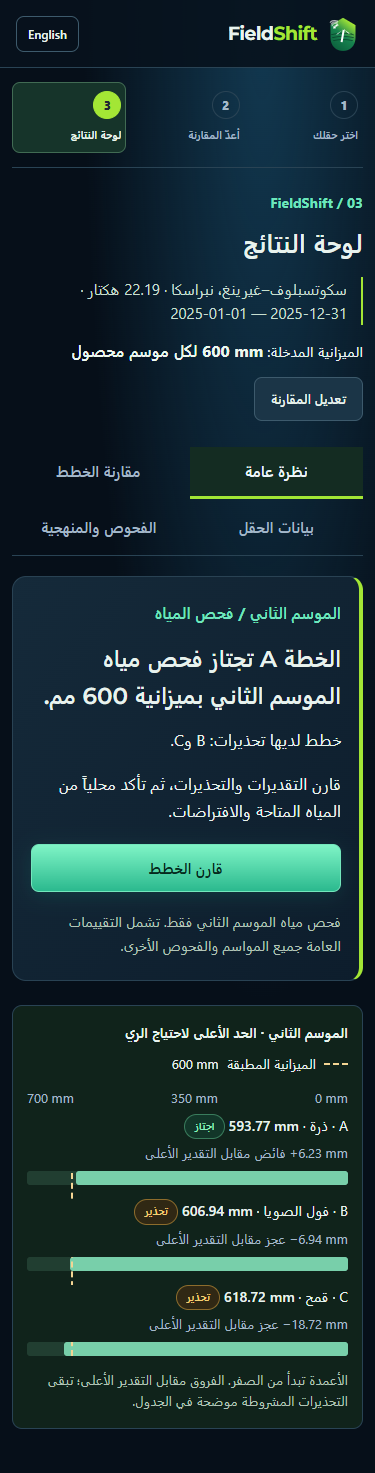 FieldShift
English
1
اختر حقلك
2
أعدّ المقارنة
3
لوحة النتائج
FieldShift / 03
لوحة النتائج
سكوتسبلوف–غيرينغ، نبراسكا · 22.19 هكتار ·
2025-01-01 — 2025-12-31
الميزانية المدخلة: 600 mm لكل موسم محصول
تعديل المقارنة
نظرة عامة
مقارنة الخطط
بيانات الحقل
الفحوص والمنهجية
الموسم الثاني / فحص المياه
الخطة A تجتاز فحص مياه
الموسم الثاني بميزانية 600 مم.
خطط لديها تحذيرات: B وC.
قارن التقديرات والتحذيرات، ثم تأكد محلياً من
المياه المتاحة والافتراضات.
قارن الخطط
فحص مياه الموسم الثاني فقط. تشمل التقييمات
العامة جميع المواسم والفحوص الأخرى.
الموسم الثاني · الحد الأعلى لاحتياج الري
الميزانية المطبقة 600 mm
0 mm
350 mm
700 mm
A · ذرة · 593.77 mm اجتاز
+6.23 mm فائض مقابل التقدير الأعلى
B · فول الصويا · 606.94 mm تحذير
−6.94 mm عجز مقابل التقدير الأعلى
C · قمح · 618.72 mm تحذير
−18.72 mm عجز مقابل التقدير الأعلى
الأعمدة تبدأ من الصفر. الفروق مقابل التقدير الأعلى؛ تبقى
التحذيرات المشروطة موضحة في الجدول.